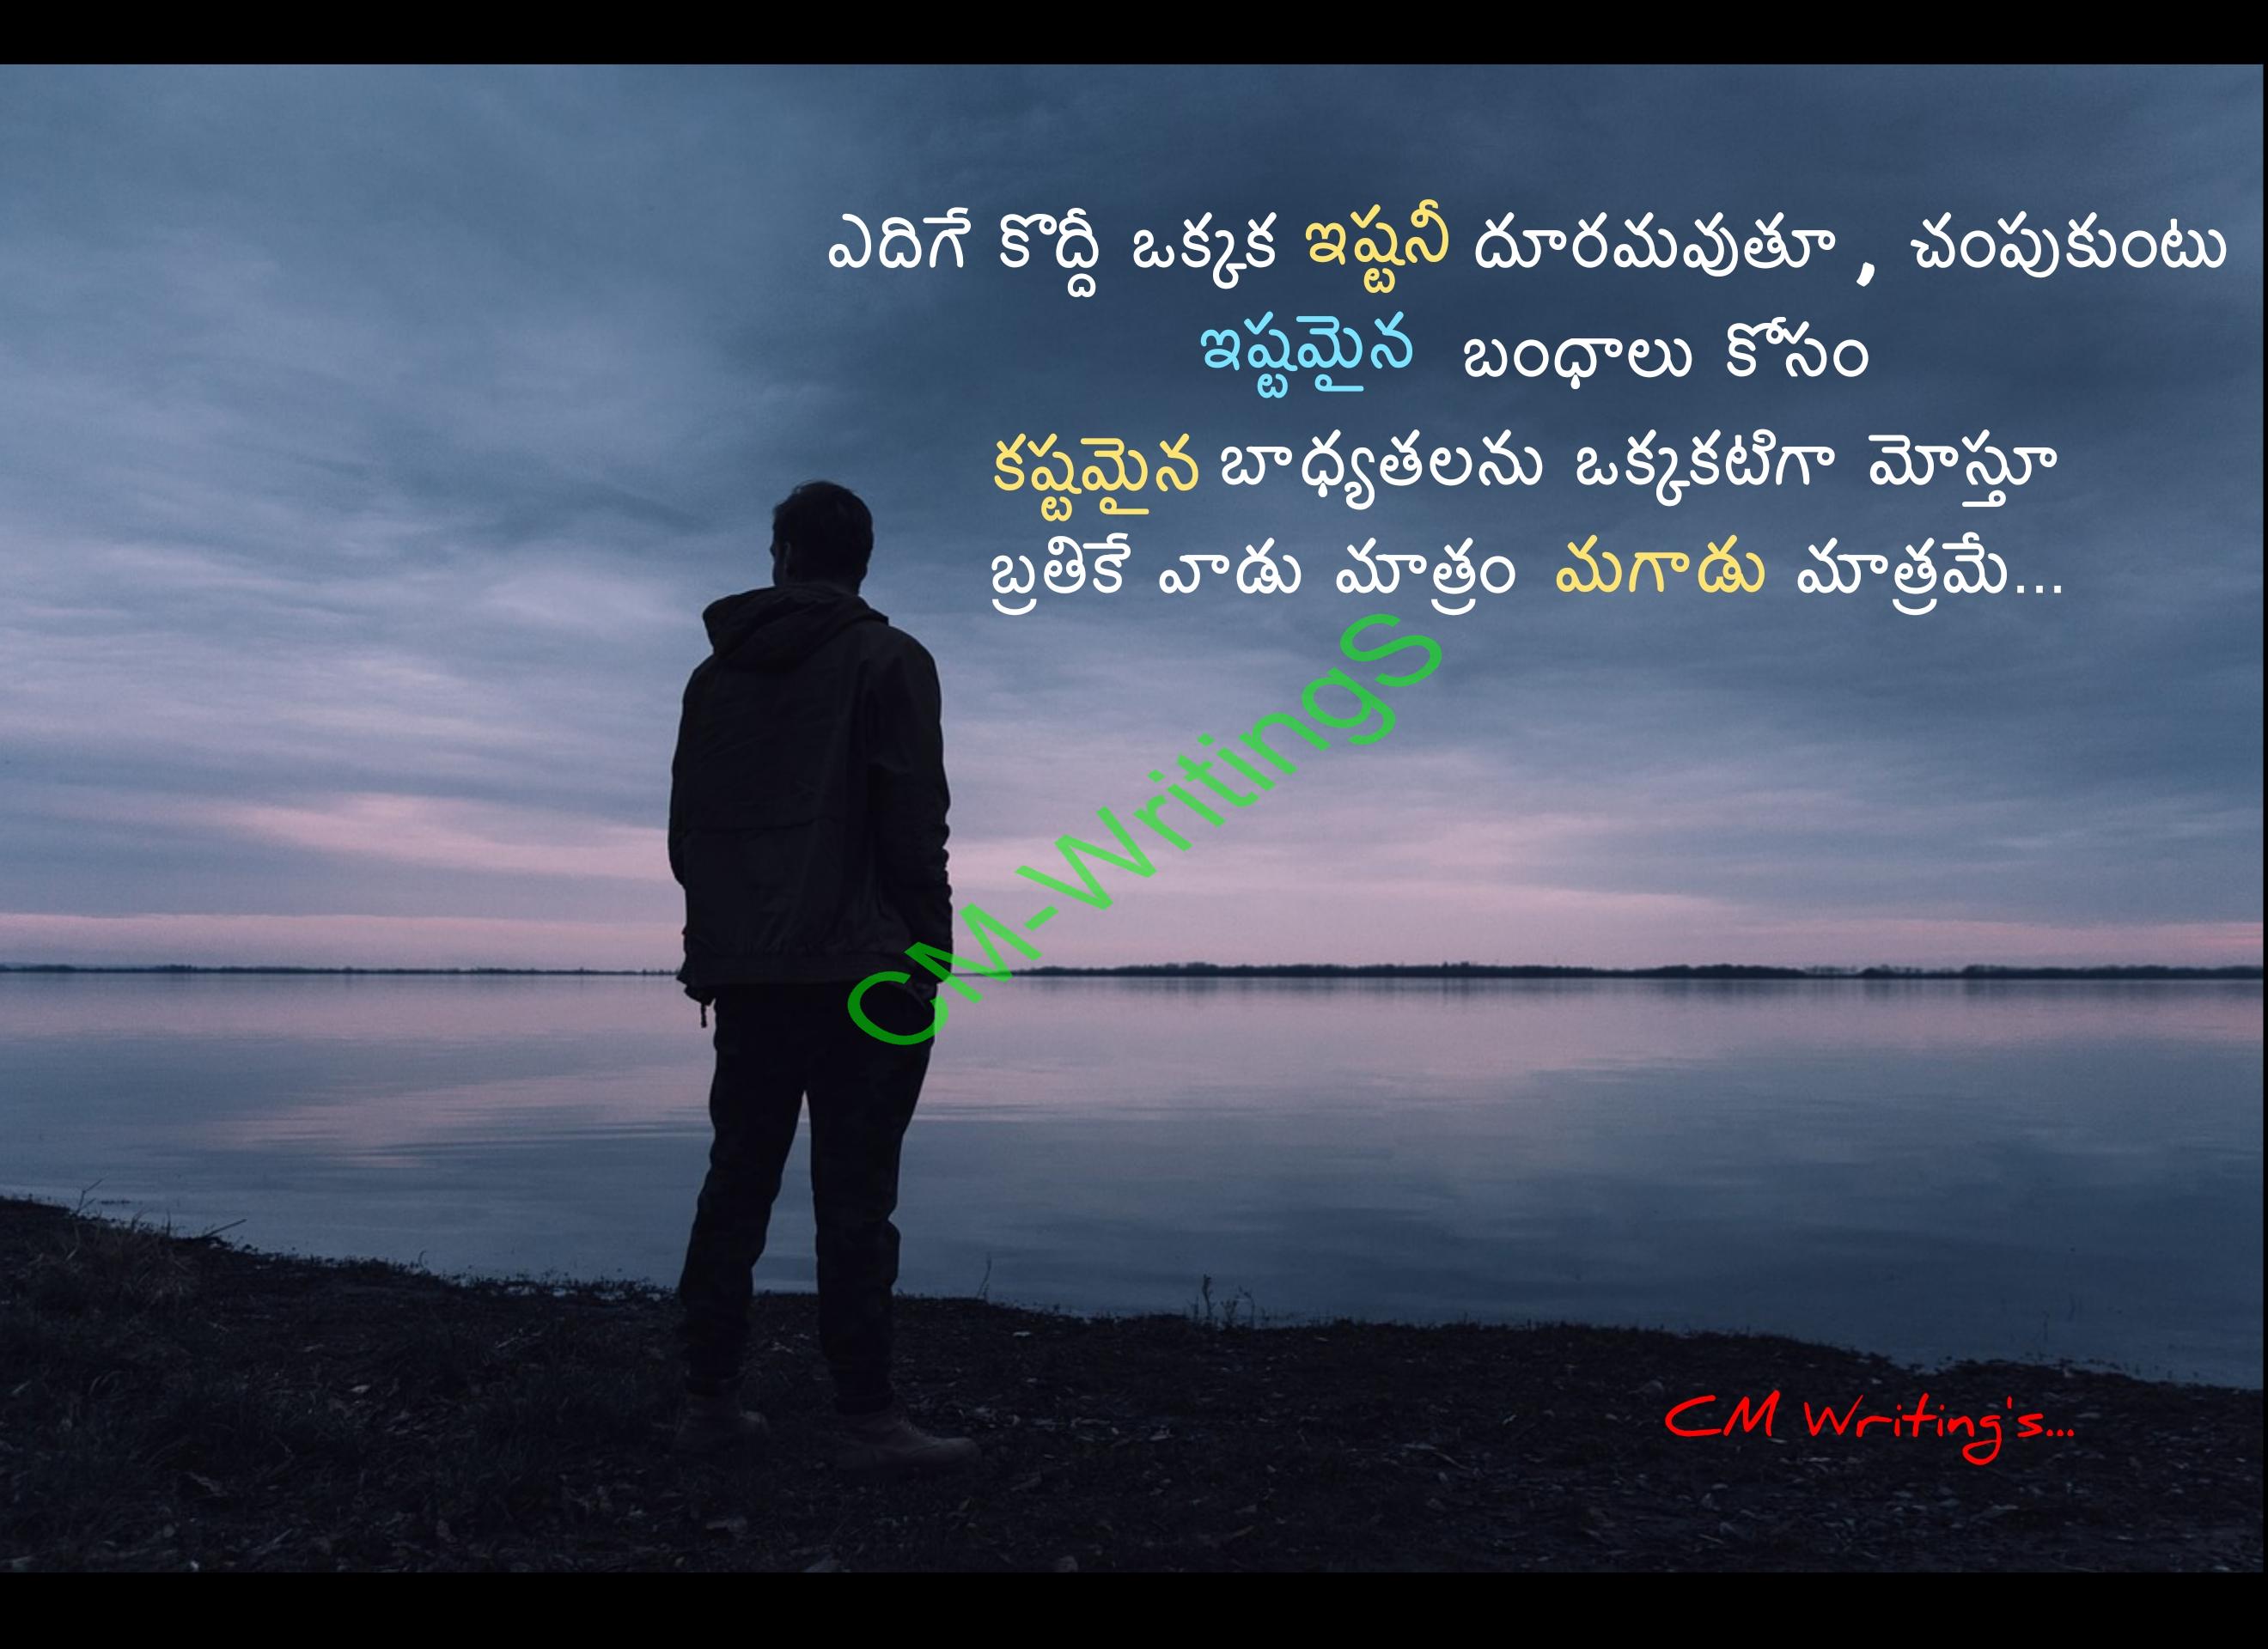 ఎదిగే కొద్దీ ఒక్కక ఇష్టనీ దూరమవుతూ , చంపుకుంటు
ఇష్టమైన బంధాలు కోసం
కష్టమైన బాధ్యతలను ఒక్కకటిగా మోస్తూ
బ్రతికే వాడు మాత్రం మగాడు మాత్రమే...
CM-WritingS
CM Writing's...